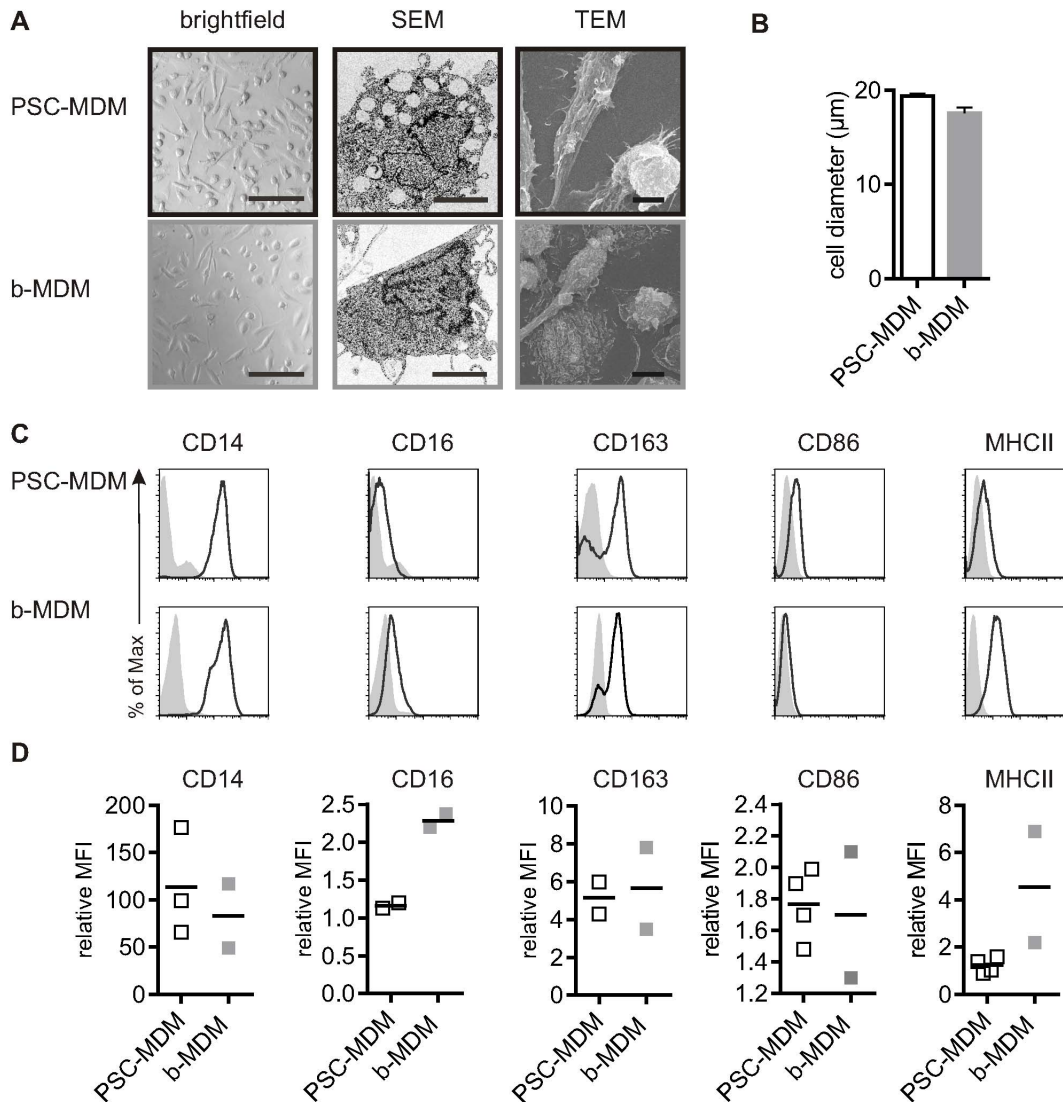 A
brightfield SEM TEM
PSC-MDM
b-MDM
B
20
10
0
cell diameter (µm)
PSC-MDM
b-MDM
C
CD14 CD16 CD163 CD86 MHCII
PSC-MDM
b-MDM
% of Max
D
CD14
200
150
100
50
0
relative MFI
PSC-MDM
b-MDM
CD16
2.5
2.0
1.5
1.0
0.5
0.0
relative MFI
PSC-MDM
b-MDM
CD163
10
8
6
4
2
0
relative MFI
PSC-MDM
b-MDM
CD86
2.4
2.2
2.0
1.8
1.6
1.4
1.2
relative MFI
PSC-MDM
b-MDM
MHCII
8
6
4
2
0
relative MFI
PSC-MDM
b-MDM